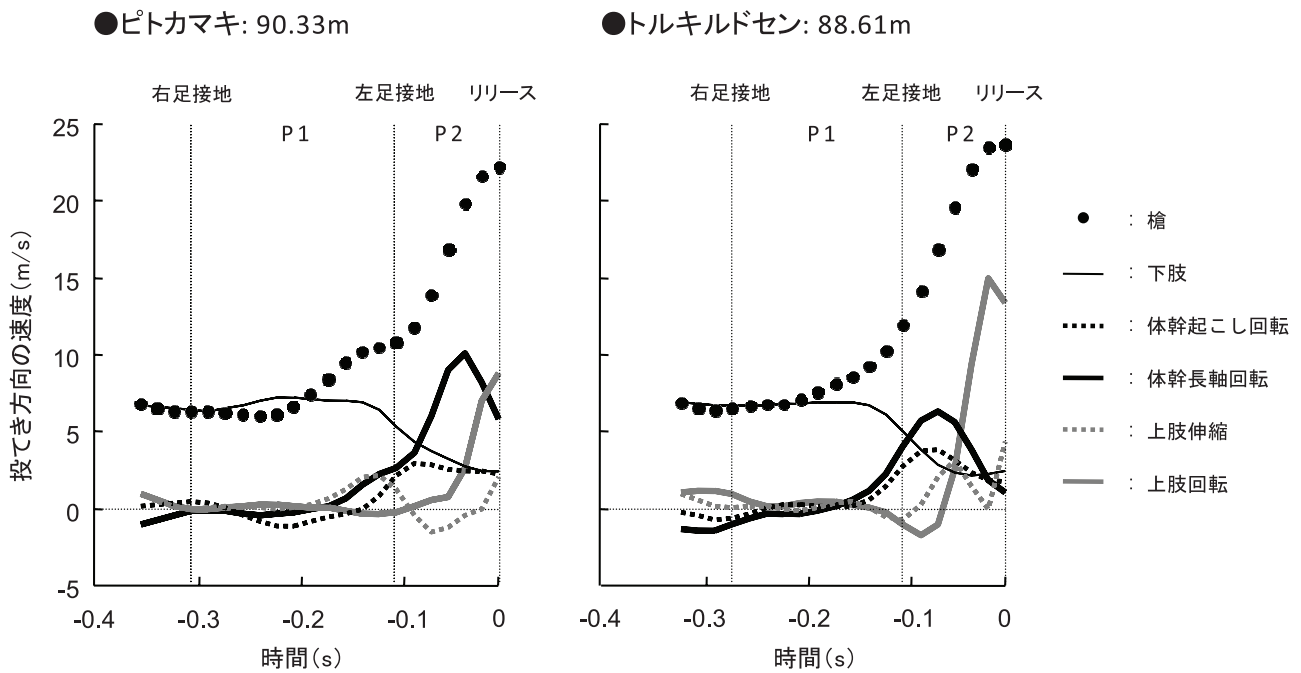 ●ピトカマキ: 90.33m
●トルキルドセン: 88.61m
右足接地
左足接地
リリース
右足接地
左足接地
リリース
P1
P2
P1
P2
25
20
15
10
5
0
-5
投てき方向の速度(m/s)
-0.4
-0.3
-0.2
-0.1
0
-0.4
-0.3
-0.2
-0.1
0
時間(s)
時間(s)
: 槍
: 下肢
: 体幹起こし回転
: 体幹長軸回転
: 上肢伸縮
: 上肢回転